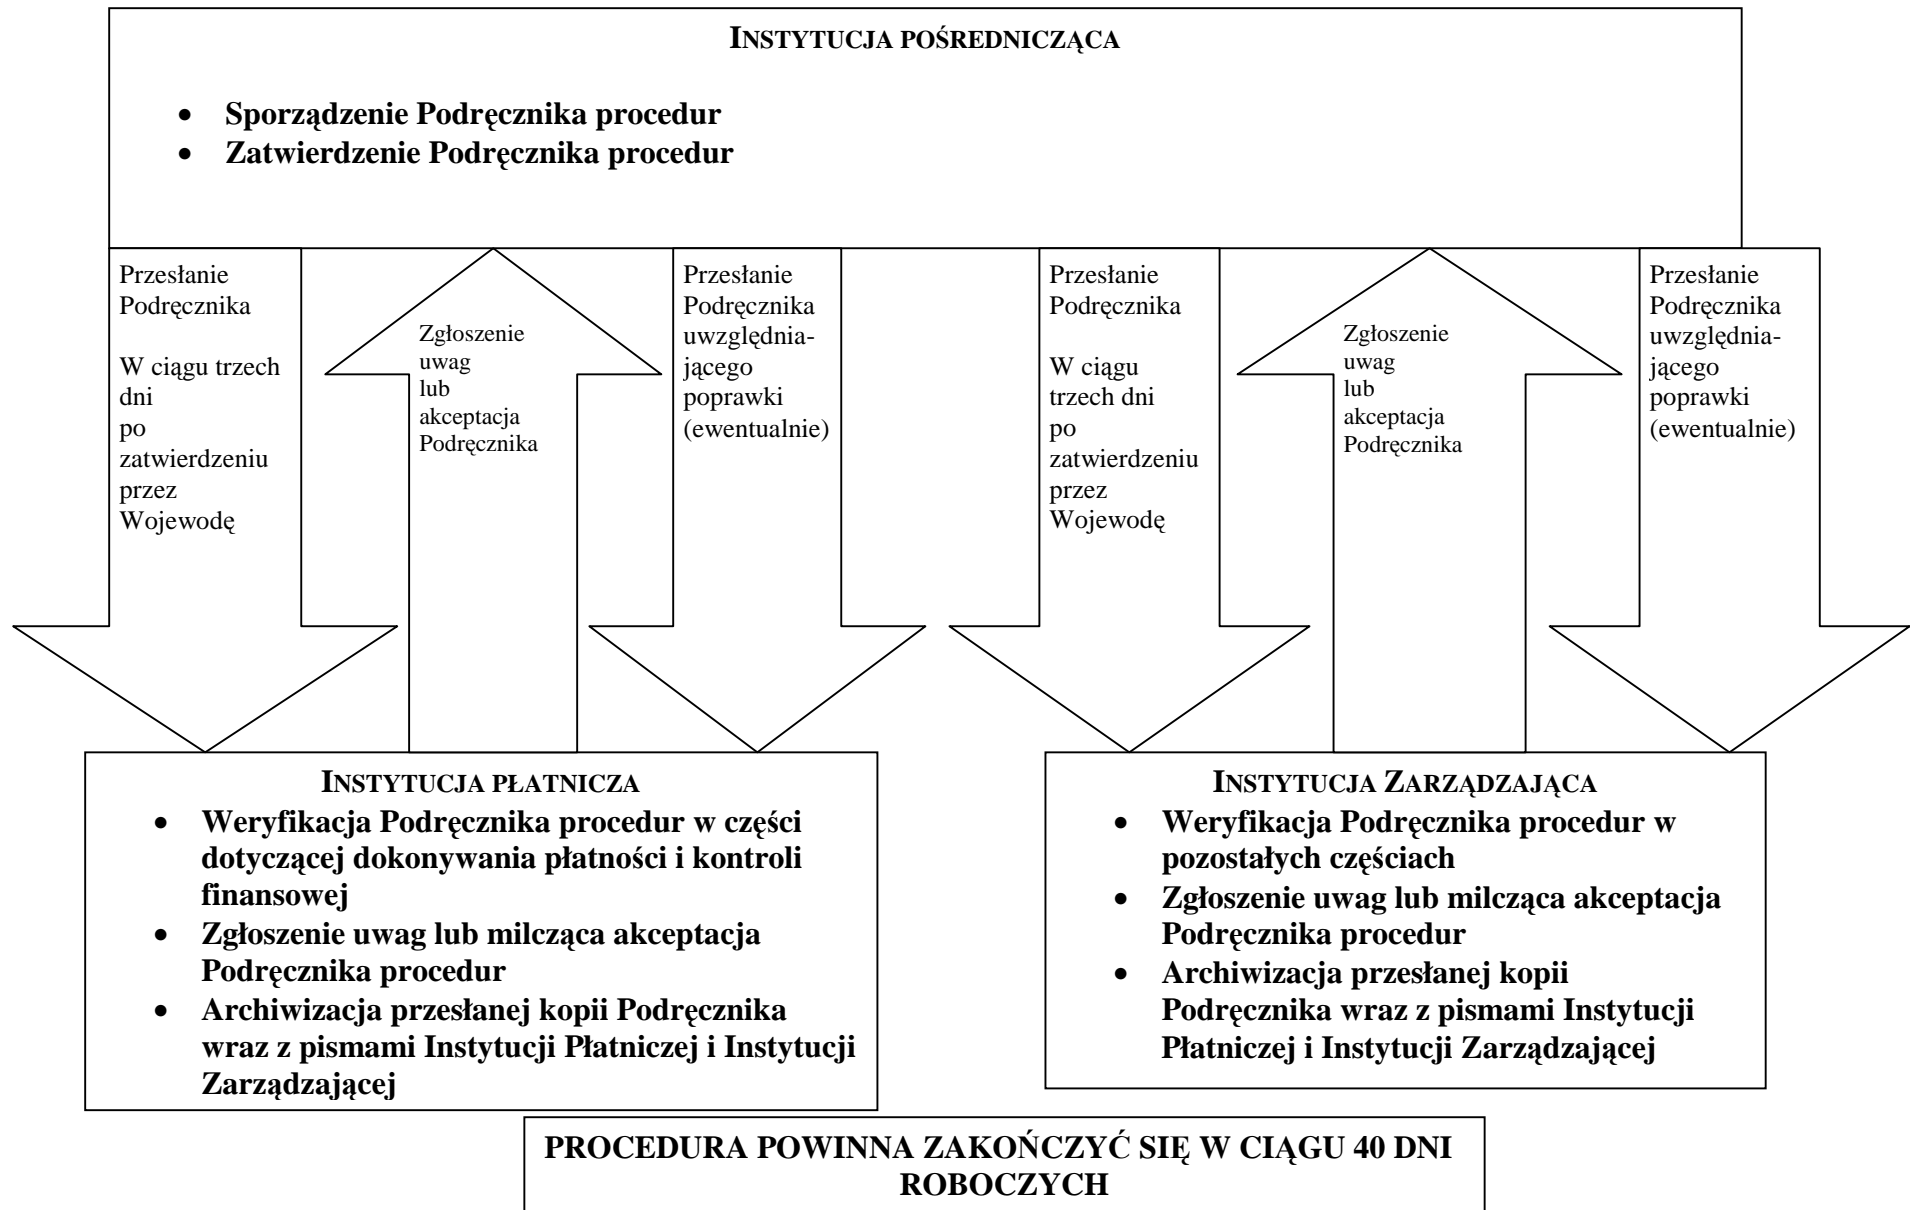 INSTYTUCJA POŚREDNICZĄCA
• Sporządzenie Podręcznika procedur
• Zatwierdzenie Podręcznika procedur
Przesłanie
Podręcznika
W ciągu trzech
dni
po
zatwierdzeniu
przez
Wojewodę
Zgłoszenie
uwag
lub
akceptacja
Podręcznika
Przesłanie
Podręcznika
uwzględnia-
jącego
poprawki
(ewentualnie)
Przesłanie
Podręcznika
W ciągu
trzech dni
po
zatwierdzeniu
przez
Wojewodę
Zgłoszenie
uwag
lub
akceptacja
Podręcznika
Przesłanie
Podręcznika
uwzględnia-
jącego
poprawki
(ewentualnie)
INSTYTUCJA PŁATNICZA
• Weryfikacja Podręcznika procedur w części
dotyczącej dokonywania płatności i kontroli
finansowej
• Zgłoszenie uwag lub milcząca akceptacja
Podręcznika procedur
• Archiwizacja przesłanej kopii Podręcznika
wraz z pismami Instytucji Płatniczej i Instytucji
Zarządzającej
INSTYTUCJA ZARZĄDZAJĄCA
• Weryfikacja Podręcznika procedur w
pozostałych częściach
• Zgłoszenie uwag lub milcząca akceptacja
Podręcznika procedur
• Archiwizacja przesłanej kopii
Podręcznika wraz z pismami Instytucji
Płatniczej i Instytucji Zarządzającej
PROCEDURA POWINNA ZAKOŃCZYĆ SIĘ W CIĄGU 40 DNI
ROBOCZYCH